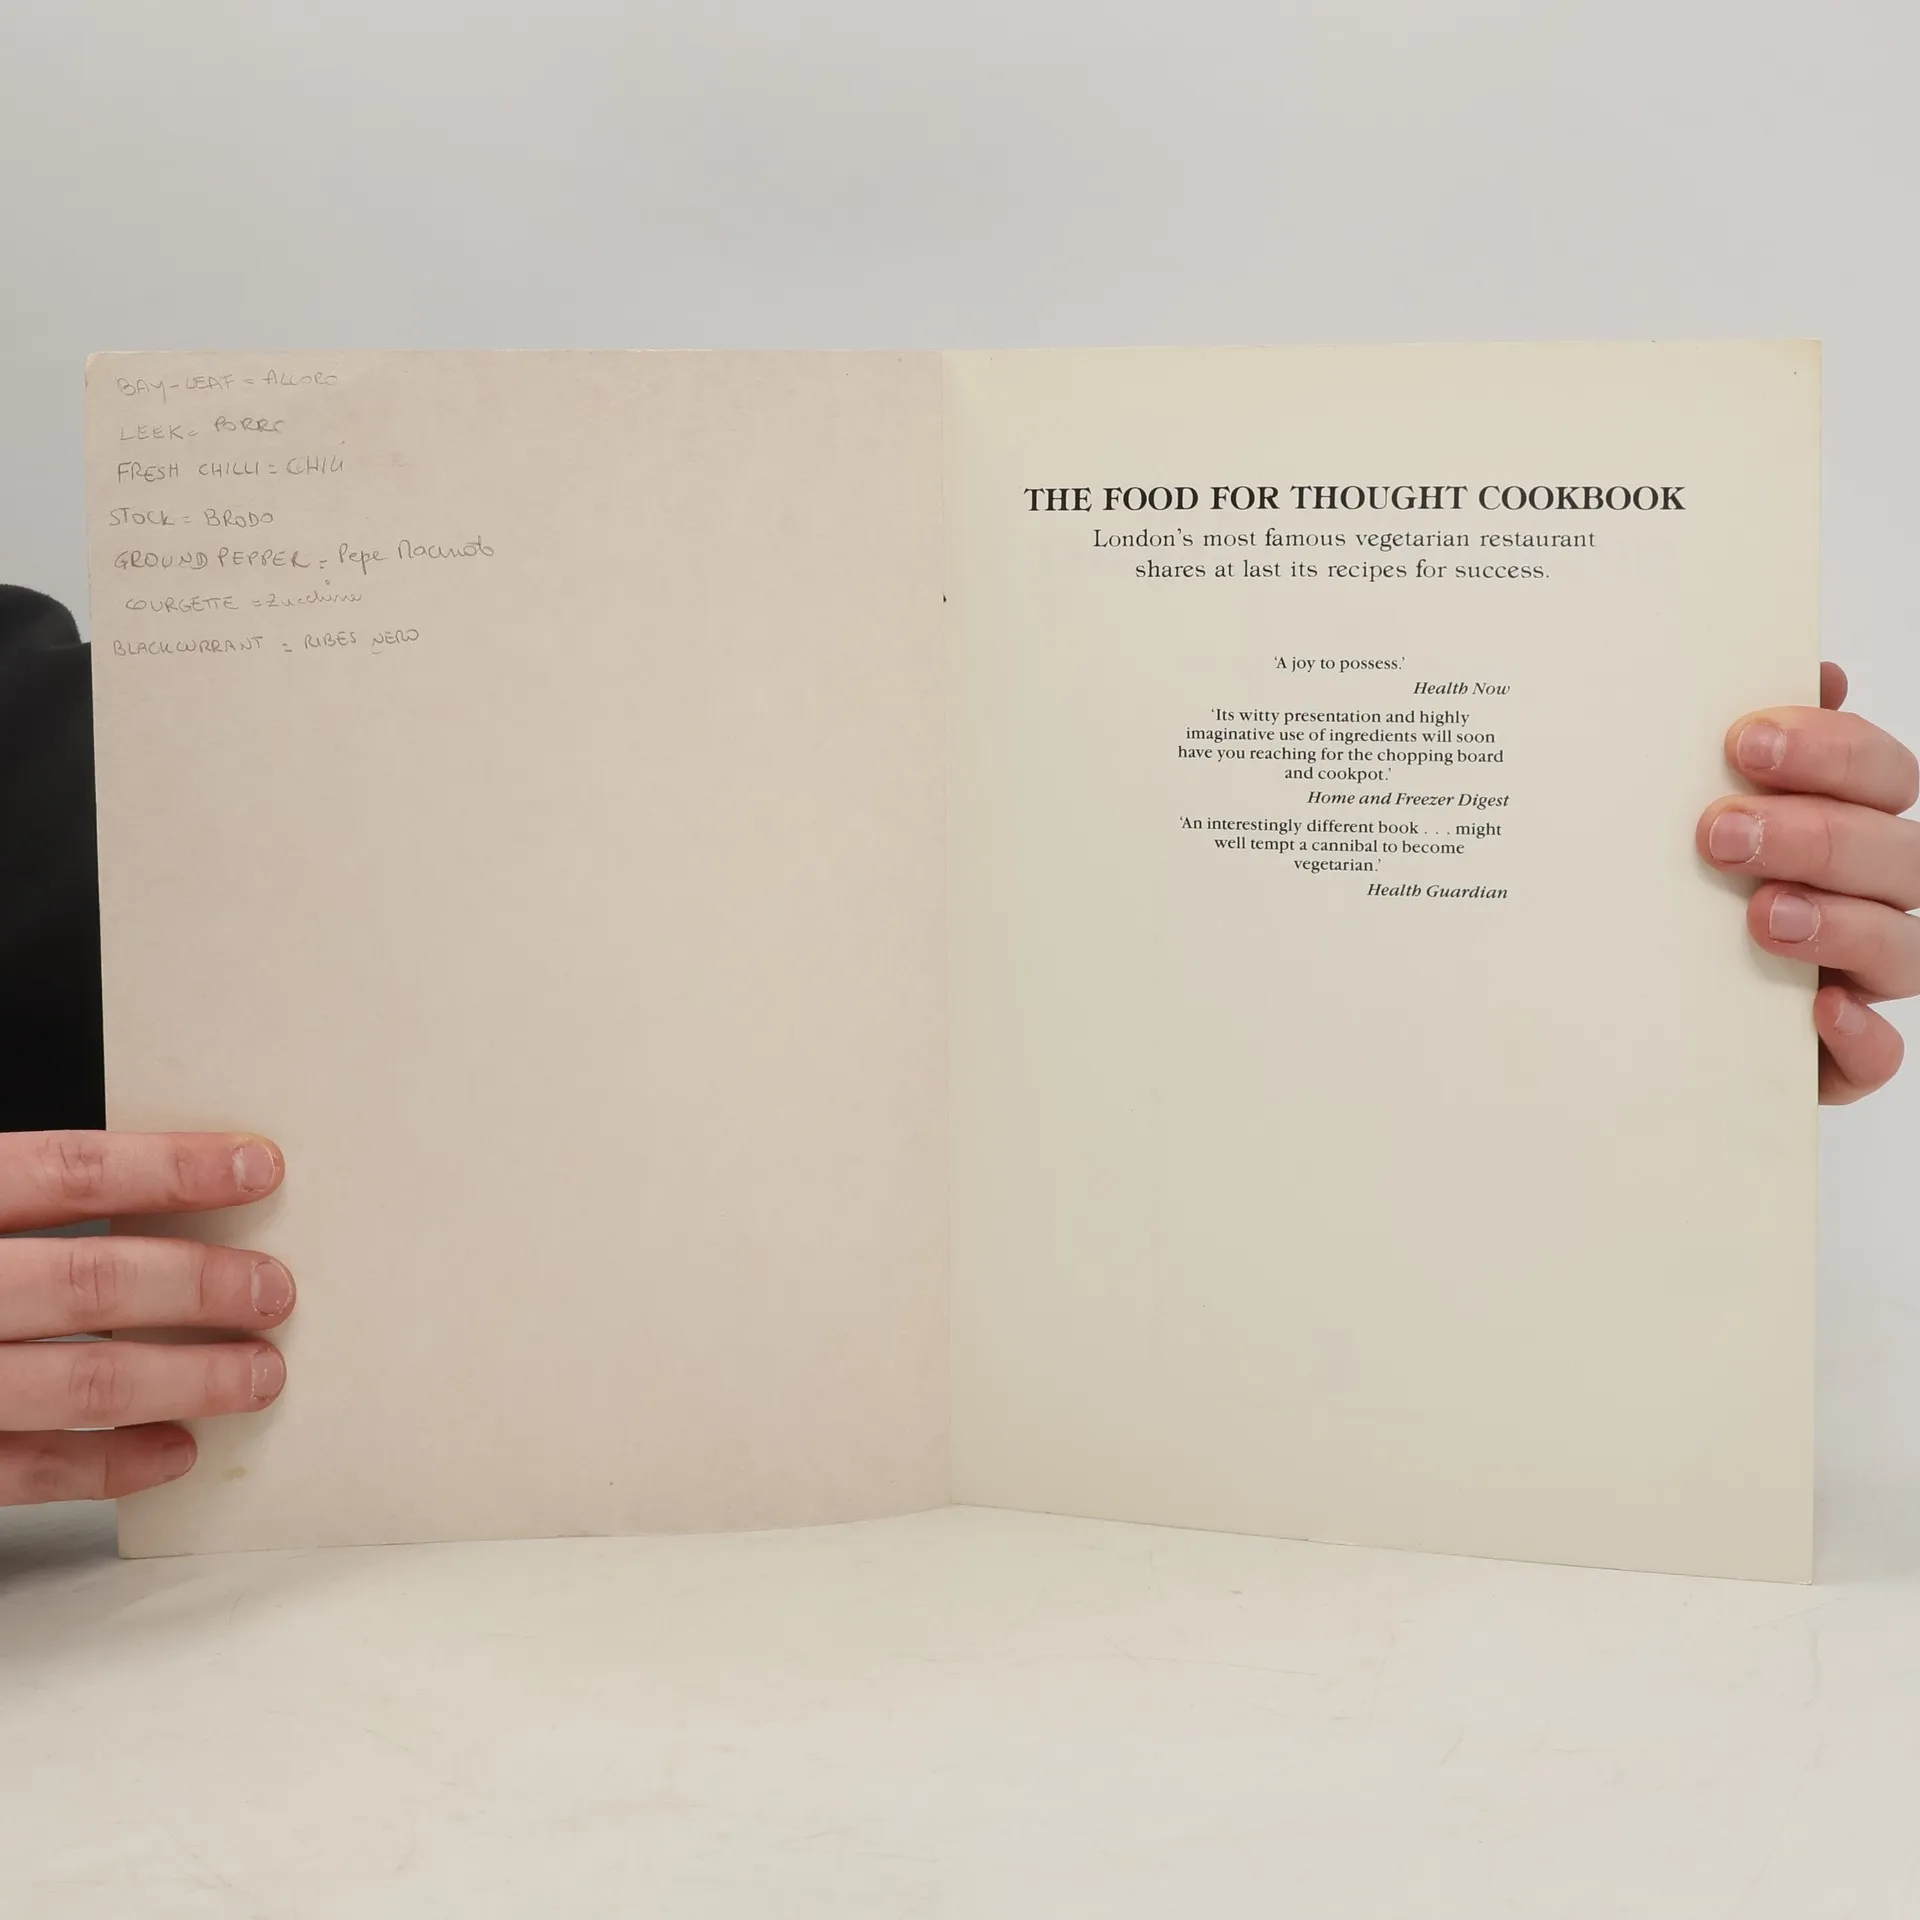 BAY-LEAF = ALLORO
LEEK = PORRO
FRESH CHILLI = CHILI
STOCK = BRODO
GROUND PEPPER = Pepe Macinato
COURGETTE = Zucchine
BLACKCURRANT = RIBES NERO
THE FOOD FOR THOUGHT COOKBOOK
London's most famous vegetarian restaurant
shares at last its recipes for success.
'A joy to possess.'
Health Now
'Its witty presentation and highly
imaginative use of ingredients will soon
have you reaching for the chopping board
and cookpot.'
Home and Freezer Digest
'An interestingly different book . . . might
well tempt a cannibal to become
vegetarian.'
Health Guardian